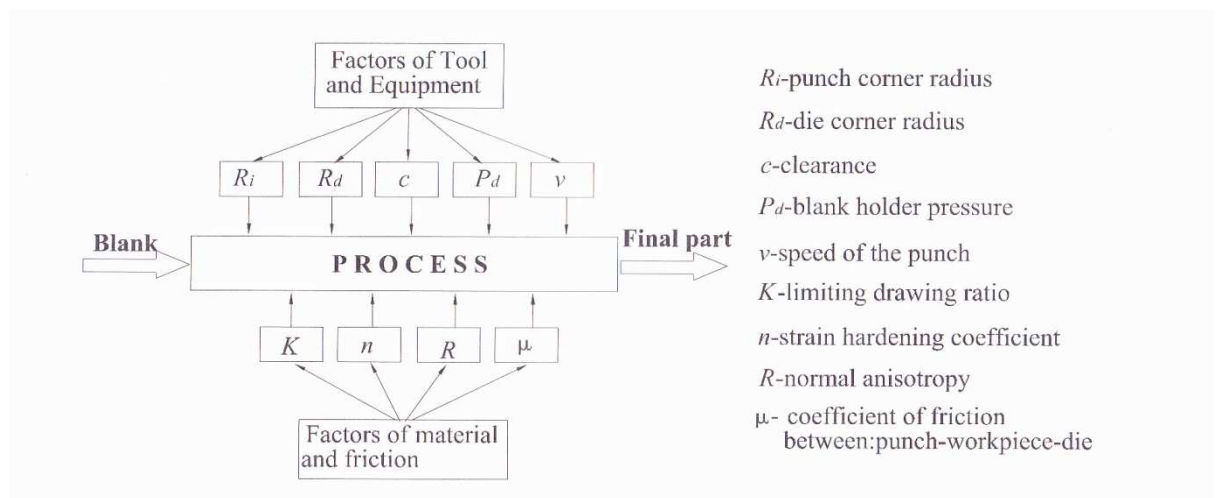 Factors of Tool
and Equipment
Ri
Rd
c
Pd
v
Blank
PROCESS
Final part
K
n
R
μ
Factors of material
and friction
Ri-punch corner radius
Rd-die corner radius
c-clearance
Pd-blank holder pressure
v-speed of the punch
K-limiting drawing ratio
n-strain hardening coefficient
R-normal anisotropy
μ- coefficient of friction
between:punch-workpiece-die